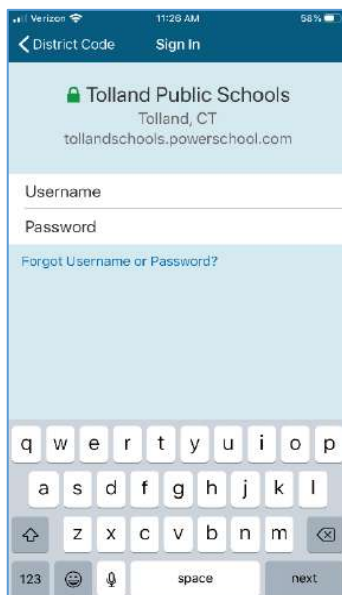 Verizon 11:26 AM 58%
District Code Sign In
Tolland Public Schools
Tolland, CT
tollandschools.powerschool.com
Username
Password
Forgot Username or Password?
q w e r t y u i o p
a s d f g h j k l
z x c v b n m
123 space next